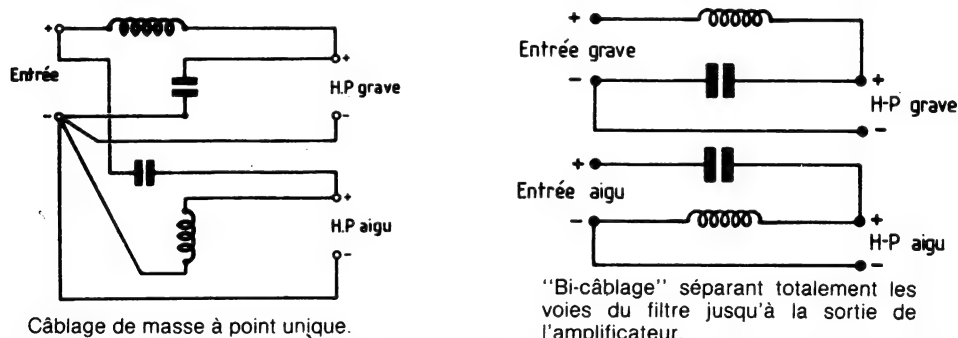 +
Entrée
-
+
H.P grave
-
+
H.P aigu
-
Câblage de masse à point unique.
+
Entrée grave
-
+
H-P grave
-
+
Entrée aigu
-
+
H-P aigu
-
"Bi-câblage" séparant totalement les
voies du filtre jusqu'à la sortie de
l'amplificateur.